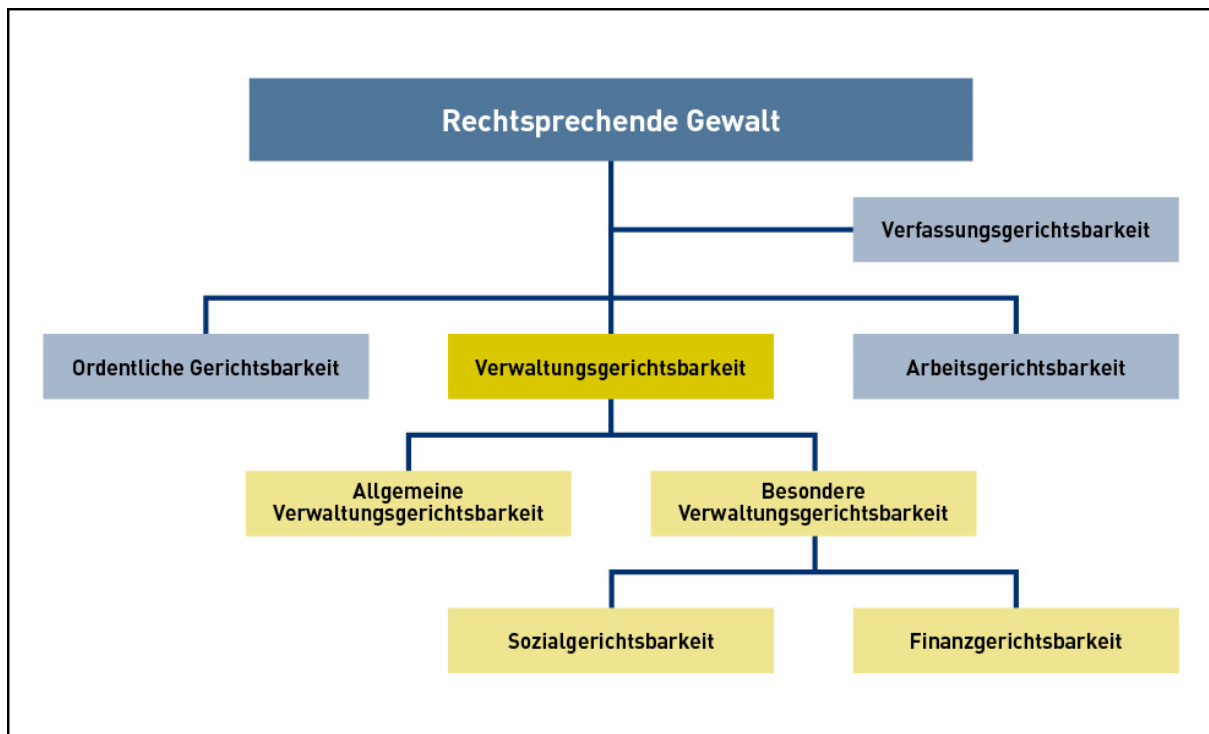 Rechtsprechende Gewalt
Verfassungsgerichtsbarkeit
Ordentliche Gerichtsbarkeit
Verwaltungsgerichtsbarkeit
Arbeitsgerichtsbarkeit
Allgemeine
Verwaltungsgerichtsbarkeit
Besondere
Verwaltungsgerichtsbarkeit
Sozialgerichtsbarkeit
Finanzgerichtsbarkeit